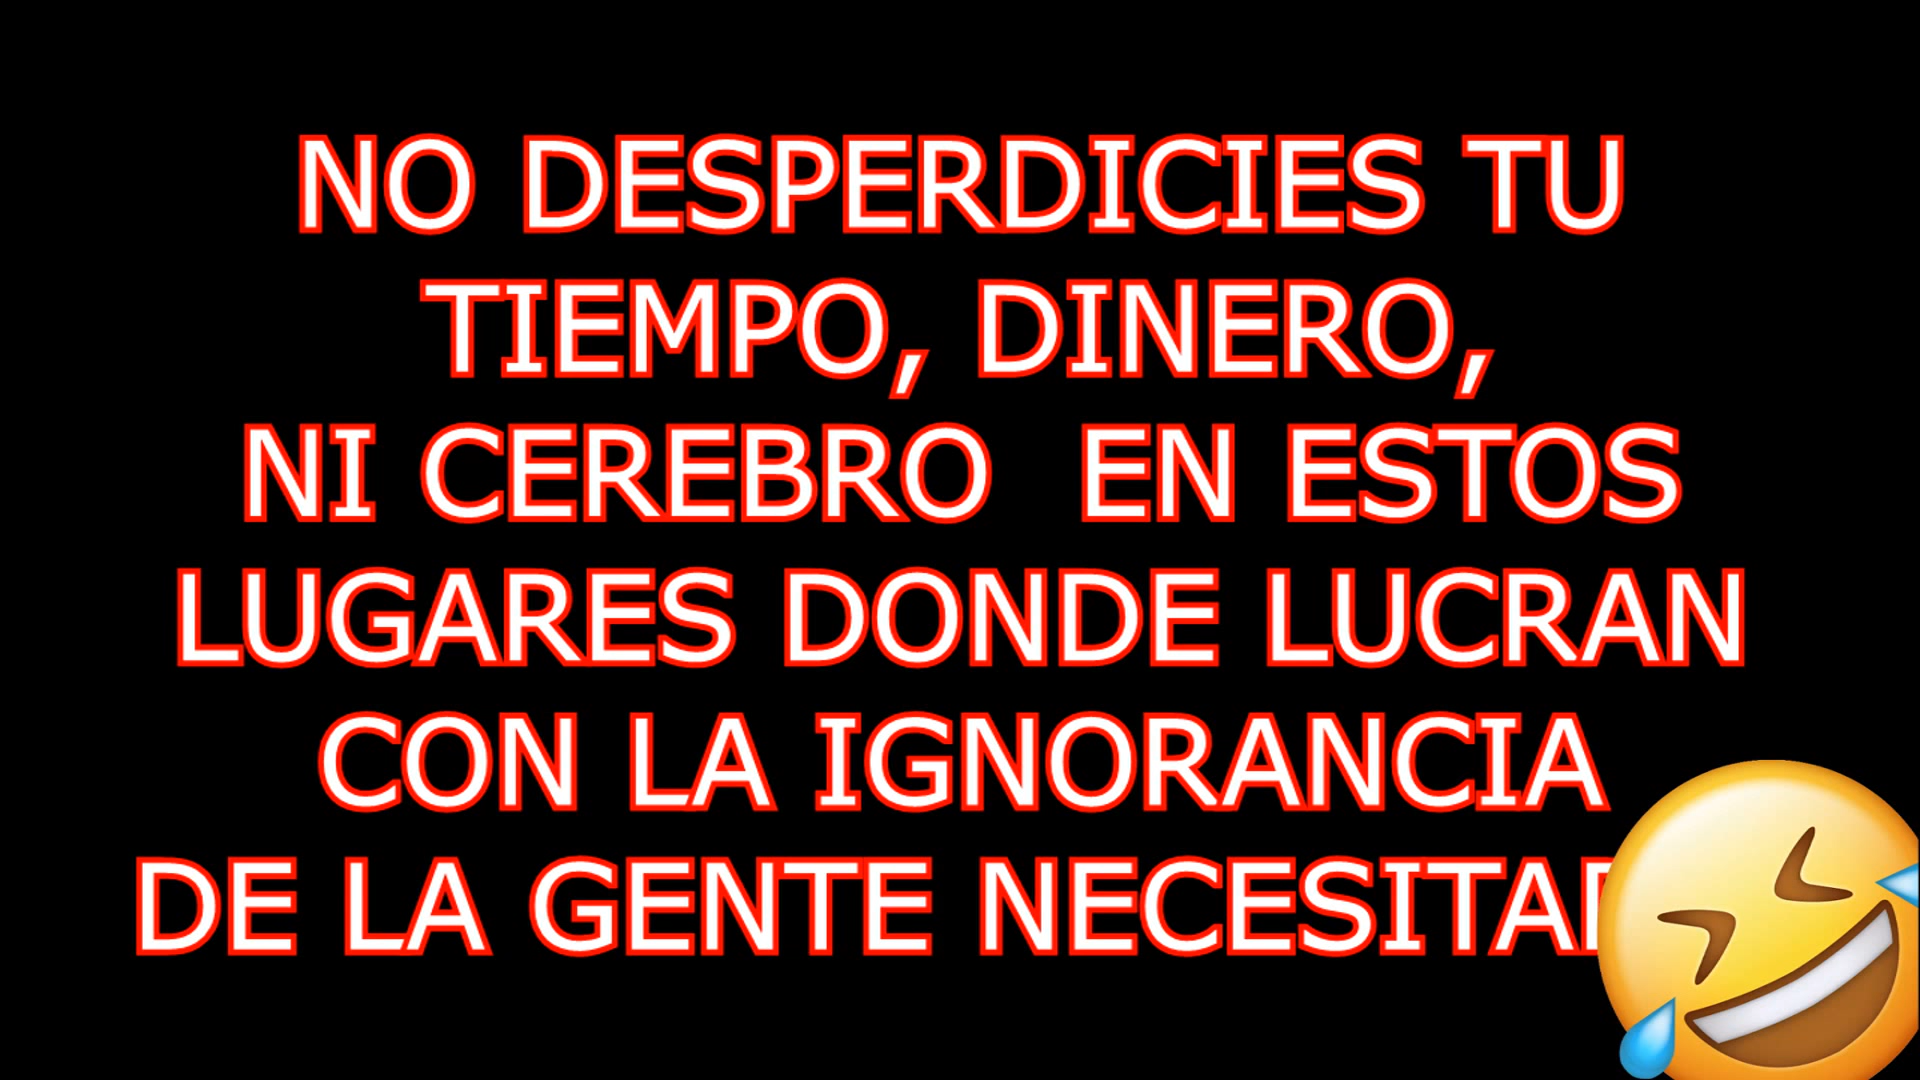 NO DESPERDICIES TU
TIEMPO, DINERO,
NI CEREBRO EN ESTOS
LUGARES DONDE LUCRAN
CON LA IGNORANCIA
DE LA GENTE